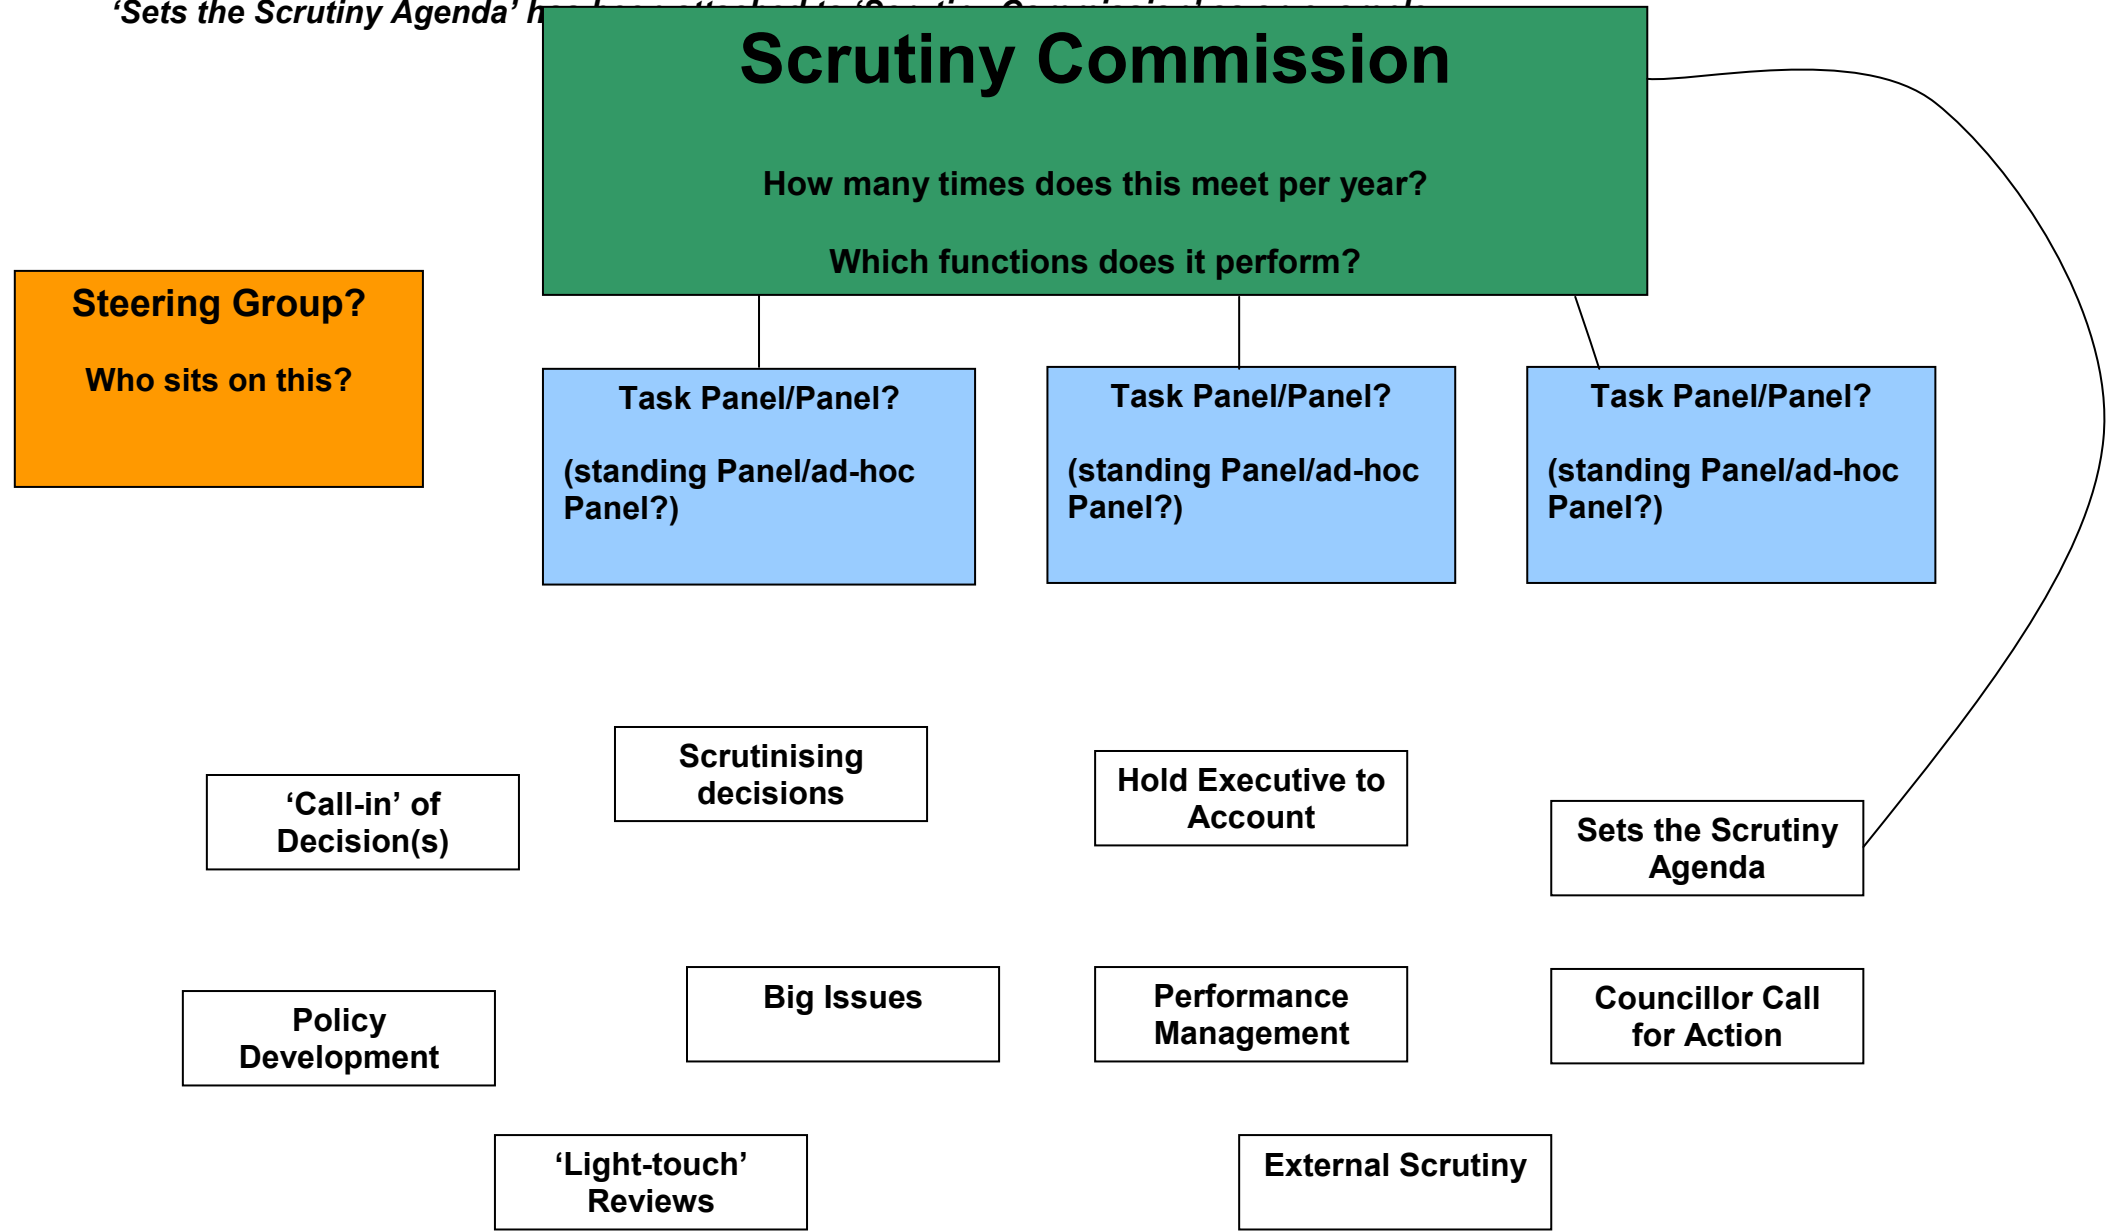 ‘Sets the Scrutiny Agenda’
Scrutiny Commission
How many times does this meet per year?
Which functions does it perform?
Steering Group?
Who sits on this?
Task Panel/Panel?
(standing Panel/ad-hoc
Panel?)
Task Panel/Panel?
(standing Panel/ad-hoc
Panel?)
Task Panel/Panel?
(standing Panel/ad-hoc
Panel?)
‘Call-in’ of
Decision(s)
Scrutinising
decisions
Hold Executive to
Account
Sets the Scrutiny
Agenda
Policy
Development
Big Issues
Performance
Management
Councillor Call
for Action
‘Light-touch’
Reviews
External Scrutiny